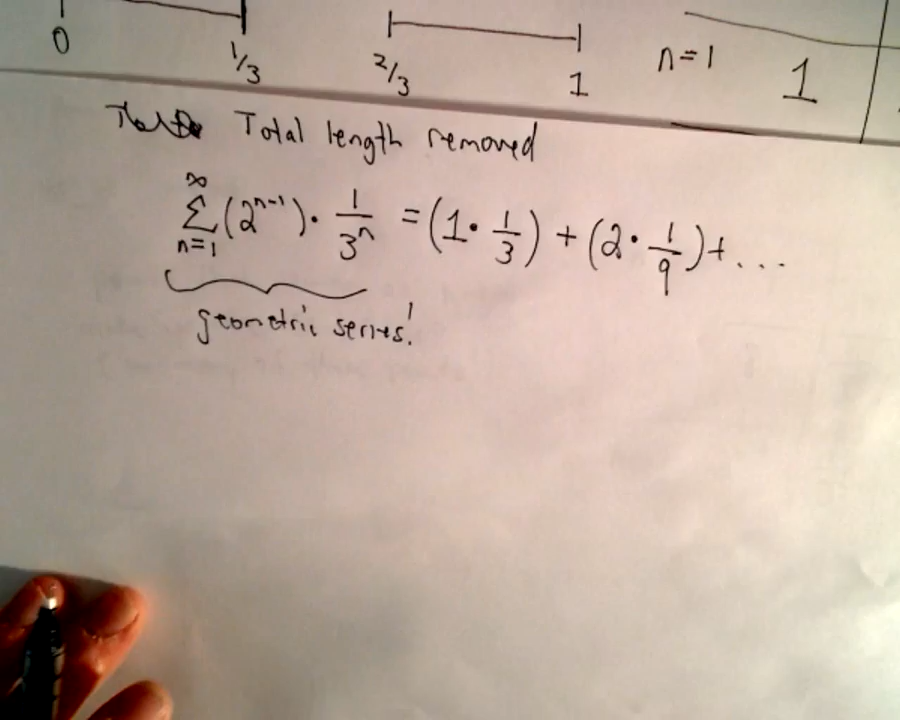 0 1/3 2/3 1 n=1 1
Total length removed
∞
∑ (2^{n-1}) · 1/3^n = (1 · 1/3) + (2 · 1/9) + ...
n=1
geometric series!